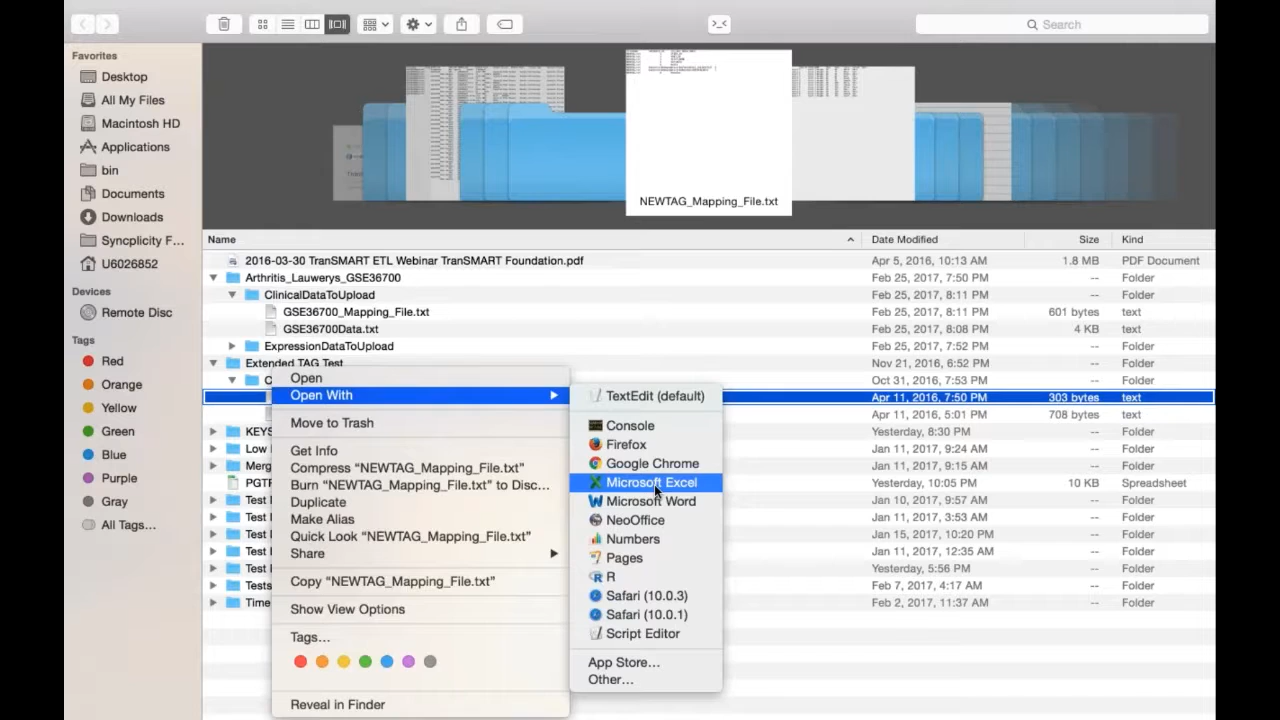 >_<
Search
Favorites
Desktop
All My Files
Macintosh HD
Applications
bin
Documents
Downloads
Syncplicity F...
U6026852
Devices
Remote Disc
Tags
Red
Orange
Yellow
Green
Blue
Purple
Gray
All Tags...
NEWTAG_Mapping_File.txt
Name Date Modified Size Kind
2016-03-30 TranSMART ETL Webinar TranSMART Foundation.pdf Apr 5, 2016, 10:13 AM 1.8 MB PDF Document
Arthritis_Lauwerys_GSE36700 Feb 25, 2017, 7:50 PM -- Folder
ClinicalDataToUpload Feb 25, 2017, 8:11 PM -- Folder
GSE36700_Mapping_File.txt Feb 25, 2017, 8:11 PM 601 bytes text
GSE36700Data.txt Feb 25, 2017, 8:08 PM 4 KB text
ExpressionDataToUpload Feb 25, 2017, 7:50 PM -- Folder
Extended TAG Test Nov 21, 2016, 6:52 PM -- Folder
Oct 31, 2016, 7:53 PM -- Folder
Apr 11, 2016, 7:50 PM 303 bytes text
Apr 11, 2016, 5:01 PM 708 bytes text
KEYS Yesterday, 8:30 PM -- Folder
Low Jan 11, 2017, 9:24 AM -- Folder
Merg Jan 11, 2017, 9:15 AM -- Folder
PGTP Yesterday, 10:05 PM 10 KB Spreadsheet
Test Jan 10, 2017, 9:57 AM -- Folder
Test Jan 11, 2017, 3:53 AM -- Folder
Test Jan 15, 2017, 10:20 PM -- Folder
Test Jan 11, 2017, 12:35 AM -- Folder
Test Yesterday, 5:56 PM -- Folder
Tests Feb 7, 2017, 4:17 AM -- Folder
Time Feb 2, 2017, 11:37 AM -- Folder
Open
Open With
Move to Trash
Get Info
Compress “NEWTAG_Mapping_File.txt”
Burn “NEWTAG_Mapping_File.txt” to Disc...
Duplicate
Make Alias
Quick Look “NEWTAG_Mapping_File.txt”
Share
Copy “NEWTAG_Mapping_File.txt”
Show View Options
Tags...
Reveal in Finder
TextEdit (default)
Console
Firefox
Google Chrome
Microsoft Excel
Microsoft Word
NeoOffice
Numbers
Pages
R
Safari (10.0.3)
Safari (10.0.1)
Script Editor
App Store...
Other...